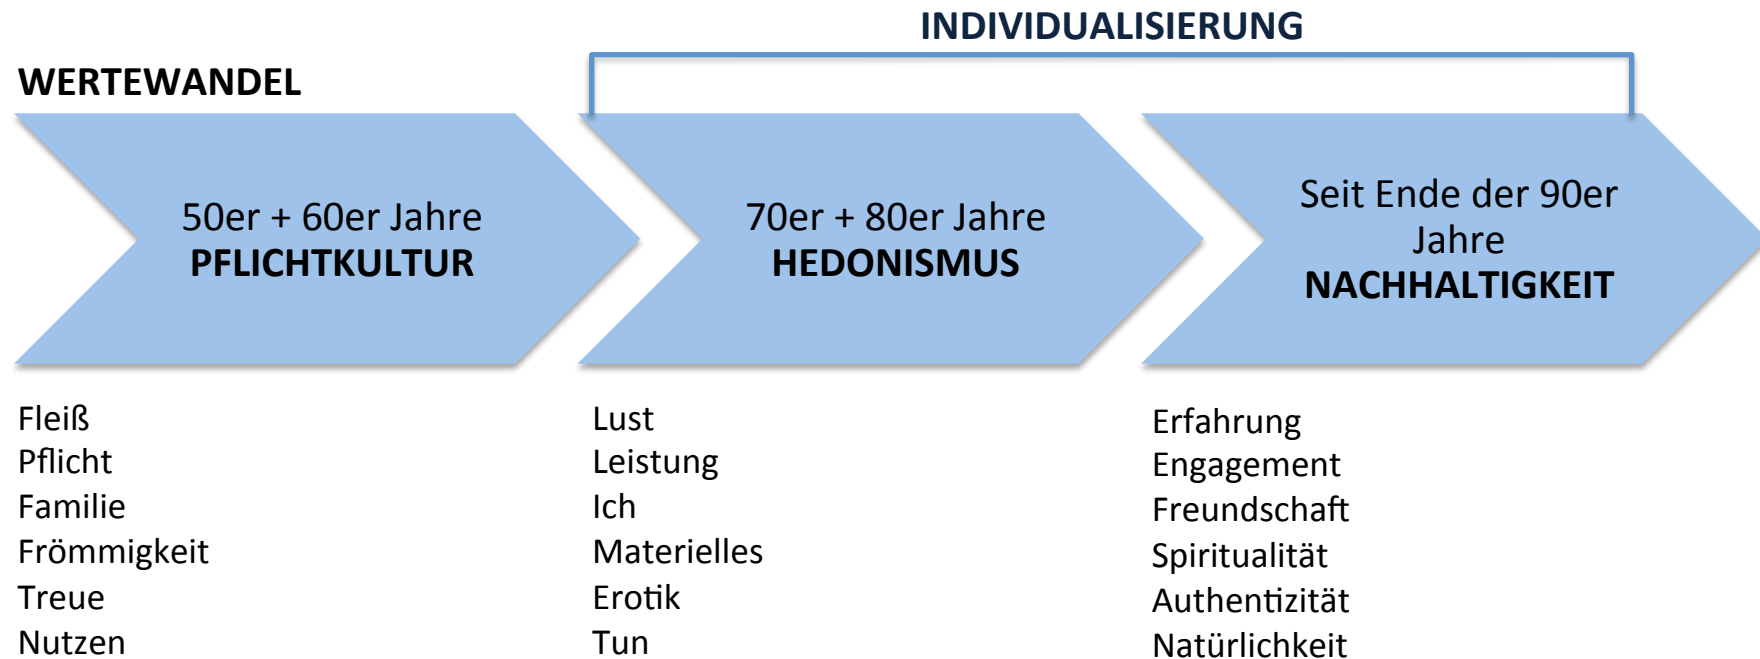 INDIVIDUALISIERUNG
WERTEWANDEL
50er + 60er Jahre
PFLICHTKULTUR
70er + 80er Jahre
HEDONISMUS
Seit Ende der 90er
Jahre
NACHHALTIGKEIT
Fleiß
Pflicht
Familie
Frömmigkeit
Treue
Nutzen
Lust
Leistung
Ich
Materielles
Erotik
Tun
Erfahrung
Engagement
Freundschaft
Spiritualität
Authentizität
Natürlichkeit